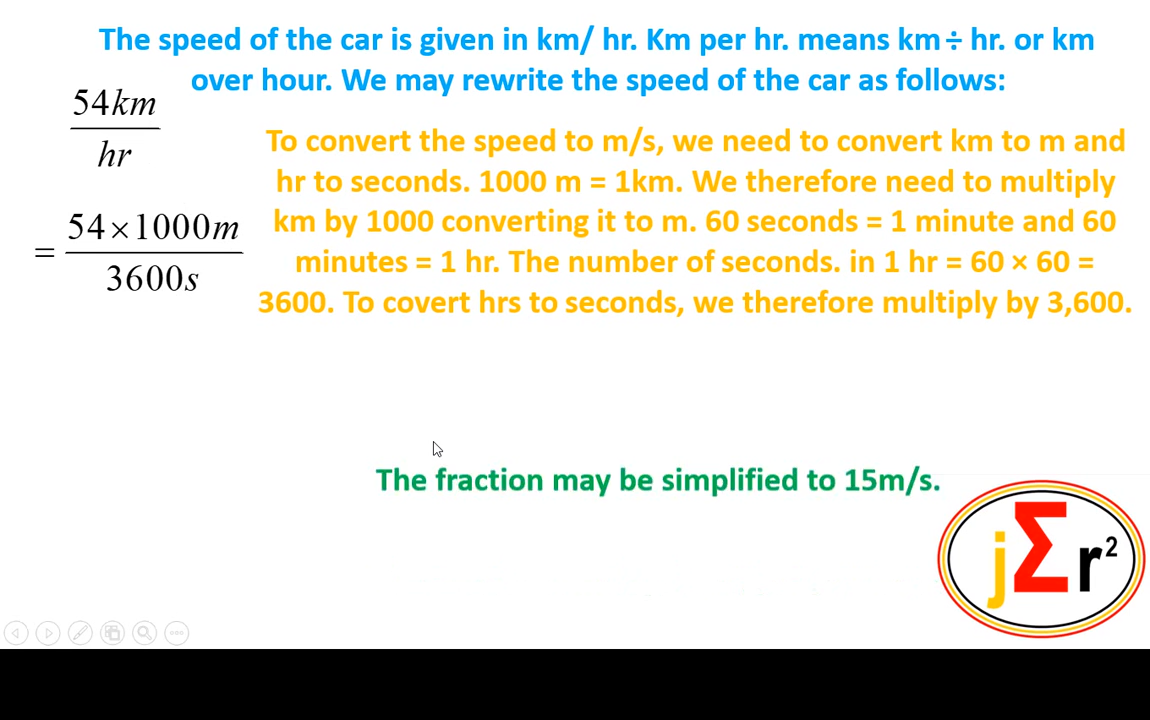 The speed of the car is given in km/ hr. Km per hr. means km ÷ hr. or km
over hour. We may rewrite the speed of the car as follows:
54km
hr
To convert the speed to m/s, we need to convert km to m and
hr to seconds. 1000 m = 1km. We therefore need to multiply
km by 1000 converting it to m. 60 seconds = 1 minute and 60
minutes = 1 hr. The number of seconds. in 1 hr = 60 × 60 =
3600. To covert hrs to seconds, we therefore multiply by 3,600.
= 54×1000m
3600s
The fraction may be simplified to 15m/s.
jΣr²